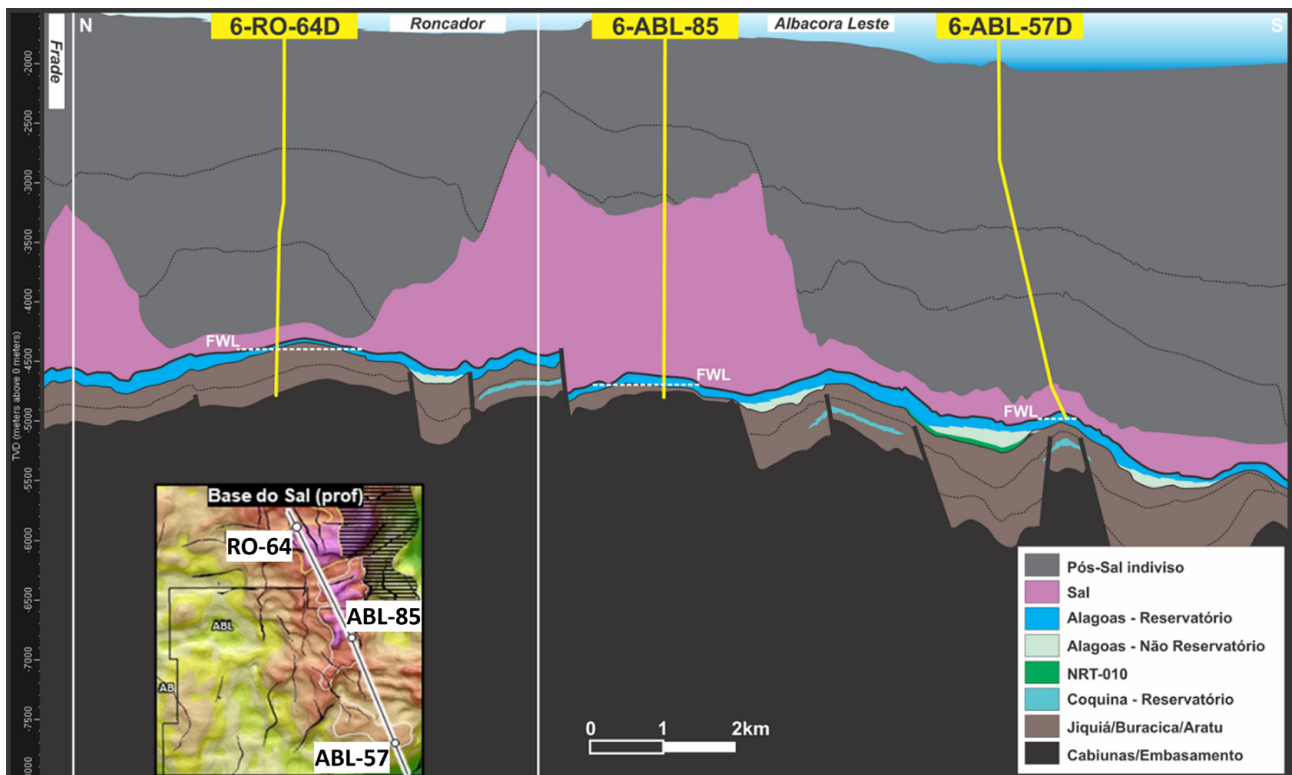 N
6-RO-64D
Roncador
6-ABL-85
Albacora Leste
6-ABL-57D
S
Frade
-2000
-2500
-3000
-3500
-4000
-4500
-5000
-5500
-6000
-6500
-7000
-7500
TVD (meters above 0 meters)
FWL
FWL
FWL
Base do Sal (prof)
RO-64
ABL-85
ABL
AB
ABL-57
0 1 2km
Pós-Sal indiviso
Sal
Alagoas - Reservatório
Alagoas - Não Reservatório
NRT-010
Coquina - Reservatório
Jiquiá/Buracica/Aratu
Cabiunas/Embasamento